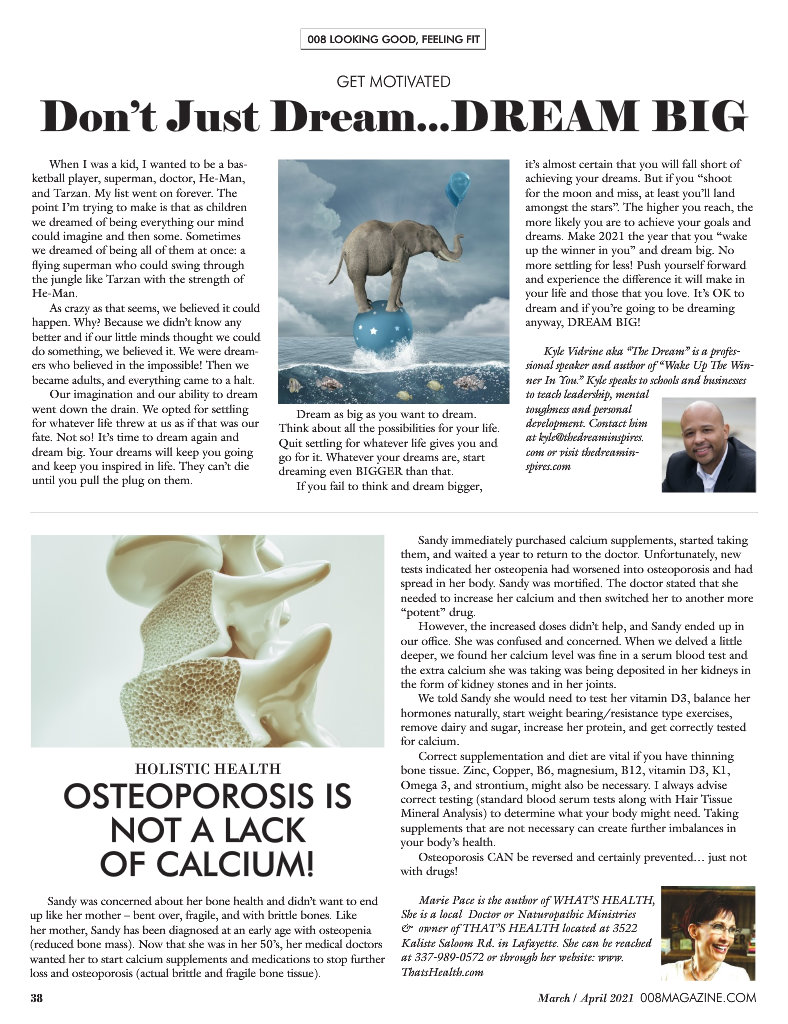 008 LOOKING GOOD, FEELING FIT
GET MOTIVATED
Don't Just Dream...DREAM BIG
When I was a kid, I wanted to be a bas-
ketball player, superman, doctor, He-Man,
and Tarzan. My list went on forever. The
point I'm trying to make is that as children
we dreamed of being everything our mind
could imagine and then some. Sometimes
we dreamed of being all of them at once: a
flying superman who could swing through
the jungle like Tarzan with the strength of
He-Man.
As crazy as that seems, we believed it could
happen. Why? Because we didn't know any
better and if our little minds thought we could
do something, we believed it. We were dream-
ers who believed in the impossible! Then we
became adults, and everything came to a halt.
Our imagination and our ability to dream
went down the drain. We opted for settling
for whatever life threw at us as if that was our
fate. Not so! It's time to dream again and
dream big. Your dreams will keep you going
and keep you inspired in life. They can't die
until you pull the plug on them.
Dream as big as you want to dream.
Think about all the possibilities for your life.
Quit settling for whatever life gives you and
go for it. Whatever your dreams are, start
dreaming even BIGGER than that.
If you fail to think and dream bigger,
it's almost certain that you will fall short of
achieving your dreams. But if you "shoot
for the moon and miss, at least you'll land
amongst the stars". The higher you reach, the
more likely you are to achieve your goals and
dreams. Make 2021 the year that you "wake
up the winner in you" and dream big. No
more settling for less! Push yourself forward
and experience the difference it will make in
your life and those that you love. It's OK to
dream and if you're going to be dreaming
anyway, DREAM BIG!
Kyle Vidrine aka "The Dream" is a profes-
sional speaker and author of "Wake Up The Win-
ner In You." Kyle speaks to schools and businesses
to teach leadership, mental
toughness and personal
development. Contact him
at kyle@thedreaminspires.
com or visit thedreamin-
spires.com
HOLISTIC HEALTH
OSTEOPOROSIS IS
NOT A LACK
OF CALCIUM!
Sandy was concerned about her bone health and didn't want to end
up like her mother – bent over, fragile, and with brittle bones. Like
her mother, Sandy has been diagnosed at an early age with osteopenia
(reduced bone mass). Now that she was in her 50's, her medical doctors
wanted her to start calcium supplements and medications to stop further
loss and osteoporosis (actual brittle and fragile bone tissue).
Sandy immediately purchased calcium supplements, started taking
them, and waited a year to return to the doctor. Unfortunately, new
tests indicated her osteopenia had worsened into osteoporosis and had
spread in her body. Sandy was mortified. The doctor stated that she
needed to increase her calcium and then switched her to another more
"potent" drug.
However, the increased doses didn't help, and Sandy ended up in
our office. She was confused and concerned. When we delved a little
deeper, we found her calcium level was fine in a serum blood test and
the extra calcium she was taking was being deposited in her kidneys in
the form of kidney stones and in her joints.
We told Sandy she would need to test her vitamin D3, balance her
hormones naturally, start weight bearing/resistance type exercises,
remove dairy and sugar, increase her protein, and get correctly tested
for calcium.
Correct supplementation and diet are vital if you have thinning
bone tissue. Zinc, Copper, B6, magnesium, B12, vitamin D3, K1,
Omega 3, and strontium, might also be necessary. I always advise
correct testing (standard blood serum tests along with Hair Tissue
Mineral Analysis) to determine what your body might need. Taking
supplements that are not necessary can create further imbalances in
your body's health.
Osteoporosis CAN be reversed and certainly prevented… just not
with drugs!
Marie Pace is the author of WHAT'S HEALTH,
She is a local Doctor or Naturopathic Ministries
& owner of THAT'S HEALTH located at 3522
Kaliste Saloom Rd. in Lafayette. She can be reached
at 337-989-0572 or through her website: www.
ThatsHealth.com
38
March / April 2021 008MAGAZINE.COM